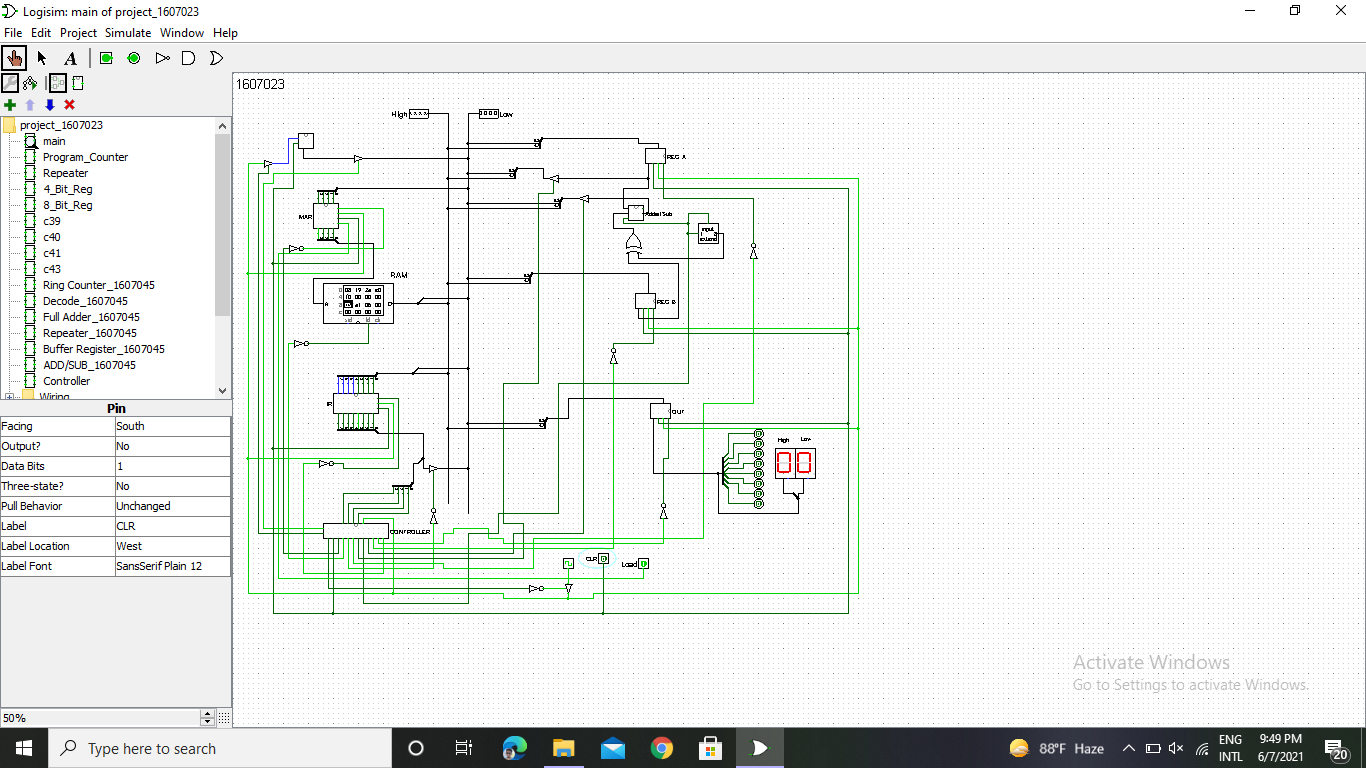 Logisim: main of project_1607023
File Edit Project Simulate Window Help
A
1607023
project_1607023
main
Program_Counter
Repeater
4_Bit_Reg
8_Bit_Reg
c39
c40
c41
c43
Ring Counter_1607045
Decode_1607045
Full Adder_1607045
Repeater_1607045
Buffer Register_1607045
ADD/SUB_1607045
Controller
Wiring
Pin
Facing South
Output? No
Data Bits 1
Three-state? No
Pull Behavior Unchanged
Label CLR
Label Location West
Label Font SansSerif Plain 12
50%
High Low
REG A
MAR
Adder/Sub
RAM
A D
REG B
IR
OUT
High Low
00
CONTROLLER
CLR Load
Activate Windows
Go to Settings to activate Windows.
Type here to search
88°F Haze
ENG
INTL
9:49 PM
6/7/2021
20